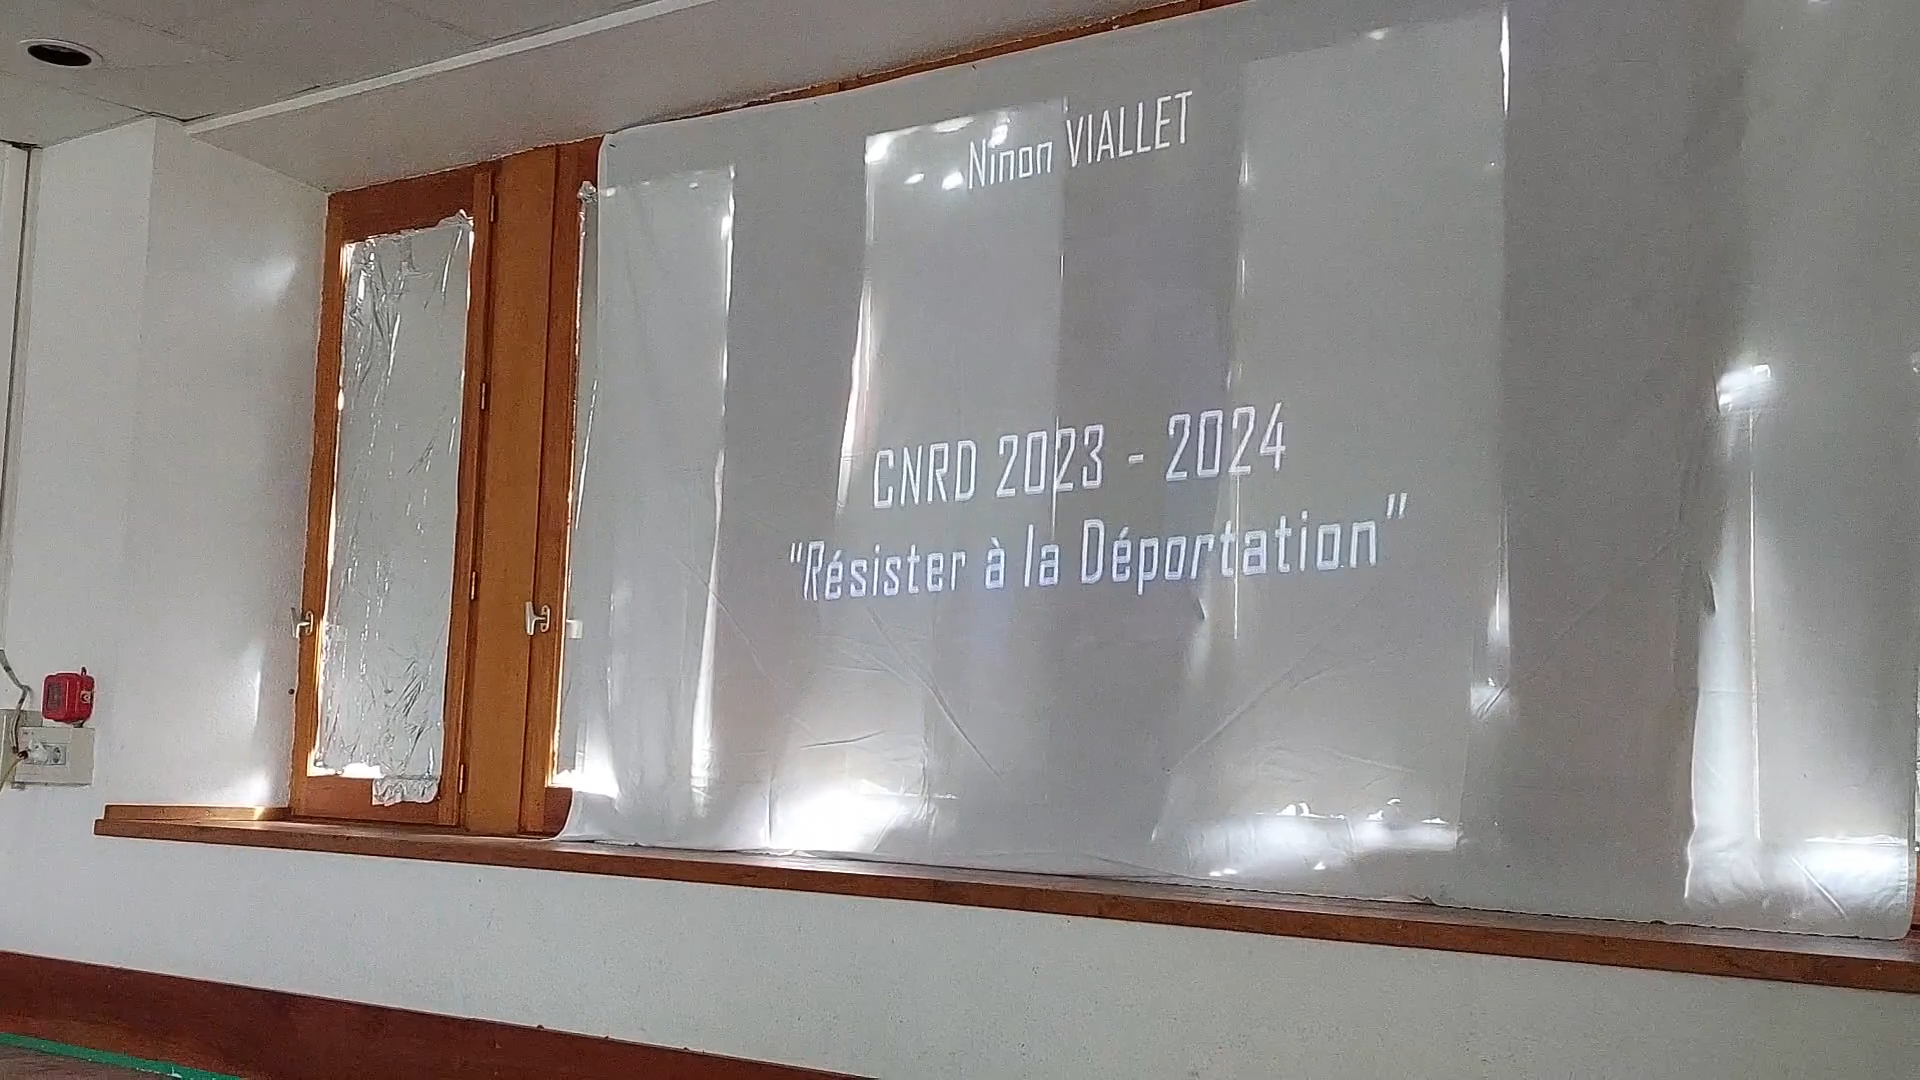 Ninon VIALLET
CNRD 2023 - 2024
"Résister à la Déportation"